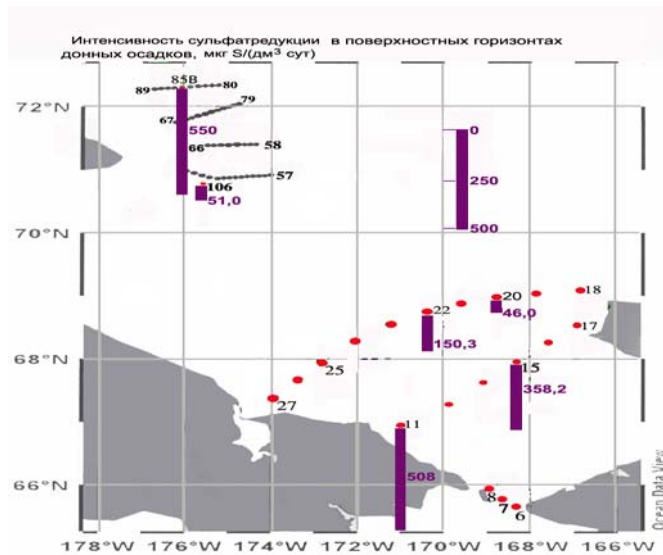 Интенсивность сульфатредукции в поверхностных горизонтах
донных осадков, мкг S/(дм³ сут)
89 85B 80
72°N
67 79
550
66 58
57
106
51,0
0
250
500
70°N
22 20 18
46,0
17
150,3
68°N
25 15
358,2
27
11
508
66°N
8
7
6
178°W 176°W 174°W 172°W 170°W 168°W 166°W
Ocean Data View